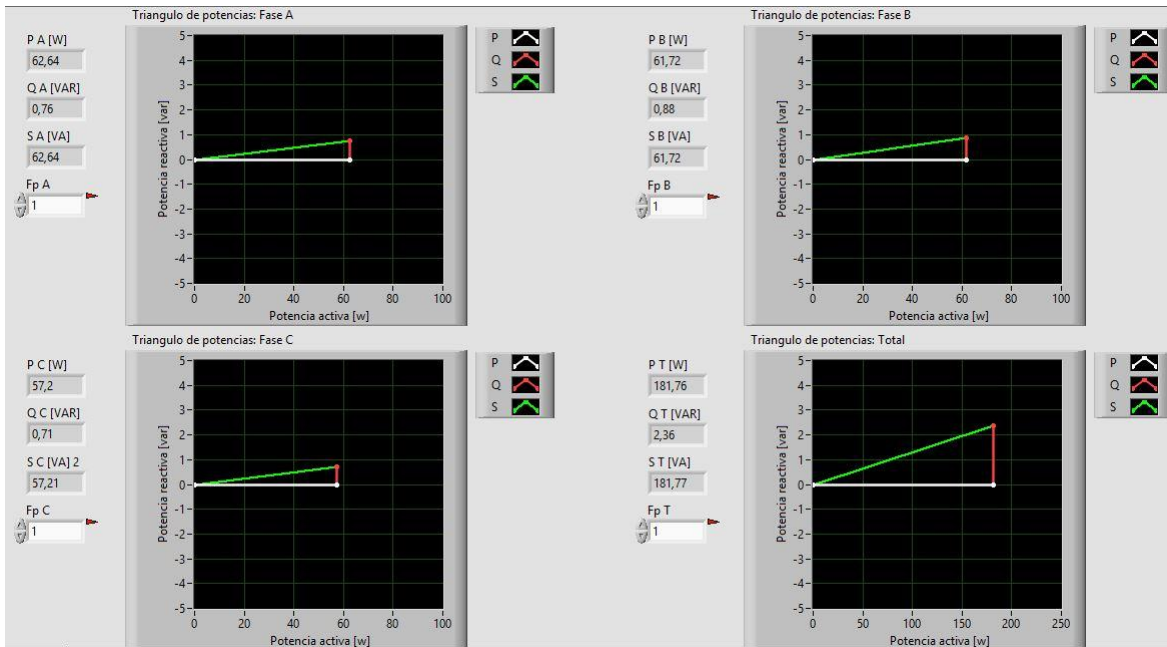 Triangulo de potencias: Fase A
P A [W]
62,64
Q A [VAR]
0,76
S A [VA]
62,64
Fp A
1
Potencia reactiva [var]
5
4
3
2
1
0
-1
-2
-3
-4
-5
0 20 40 60 80 100
Potencia activa [w]
P
Q
S
Triangulo de potencias: Fase B
P B [W]
61,72
Q B [VAR]
0,88
S B [VA]
61,72
Fp B
1
Potencia reactiva [var]
5
4
3
2
1
0
-1
-2
-3
-4
-5
0 20 40 60 80 100
Potencia activa [w]
P
Q
S
Triangulo de potencias: Fase C
P C [W]
57,2
Q C [VAR]
0,71
S C [VA] 2
57,21
Fp C
1
Potencia reactiva [var]
5
4
3
2
1
0
-1
-2
-3
-4
-5
0 20 40 60 80 100
Potencia activa [w]
P
Q
S
Triangulo de potencias: Total
P T [W]
181,76
Q T [VAR]
2,36
S T [VA]
181,77
Fp T
1
Potencia reactiva [var]
5
4
3
2
1
0
-1
-2
-3
-4
-5
0 50 100 150 200 250
Potencia activa [w]
P
Q
S